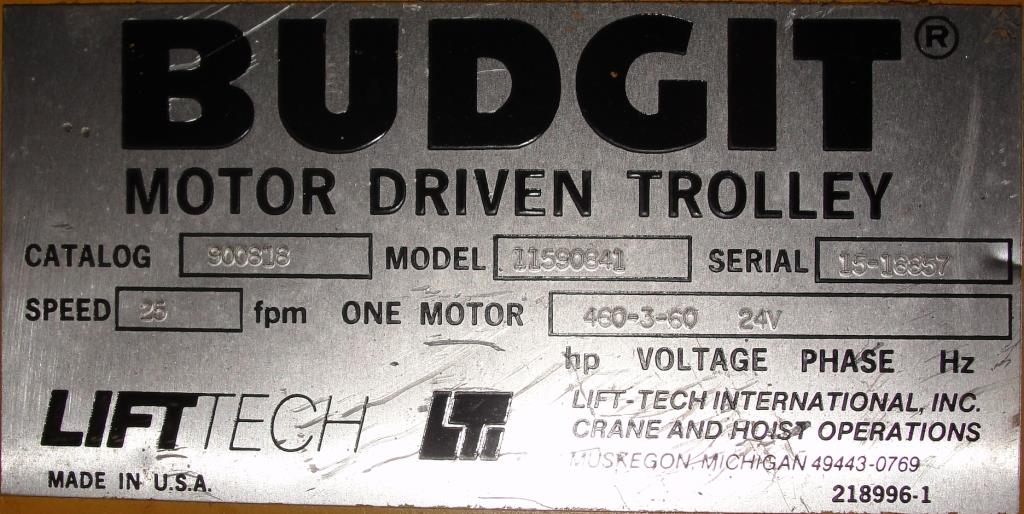 BUDGIT®
MOTOR DRIVEN TROLLEY
CATALOG 900818 MODEL 11590841 SERIAL 15-18857
SPEED 25 fpm ONE MOTOR 460-3-60 24V
hp VOLTAGE PHASE Hz
LIFTTECH LTI LIFT-TECH INTERNATIONAL, INC.
CRANE AND HOIST OPERATIONS
MUSKEGON, MICHIGAN 49443-0769
MADE IN U.S.A. 218996-1